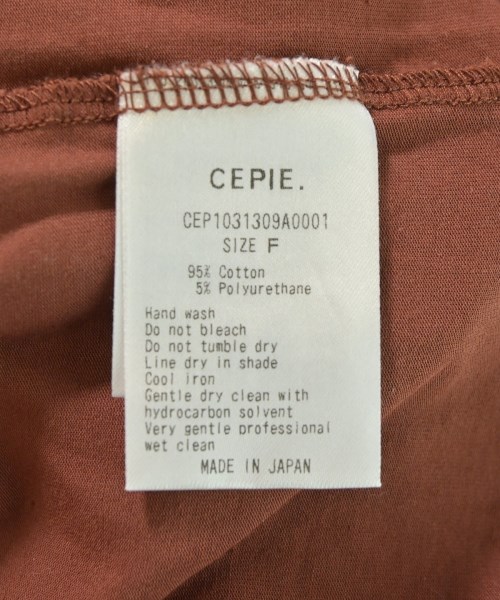 CEPIE.
CEP1031309A0001
SIZE F
95% Cotton
5% Polyurethane
Hand wash
Do not bleach
Do not tumble dry
Line dry in shade
Cool iron
Gentle dry clean with
hydrocarbon solvent
Very gentle professional
wet clean
MADE IN JAPAN